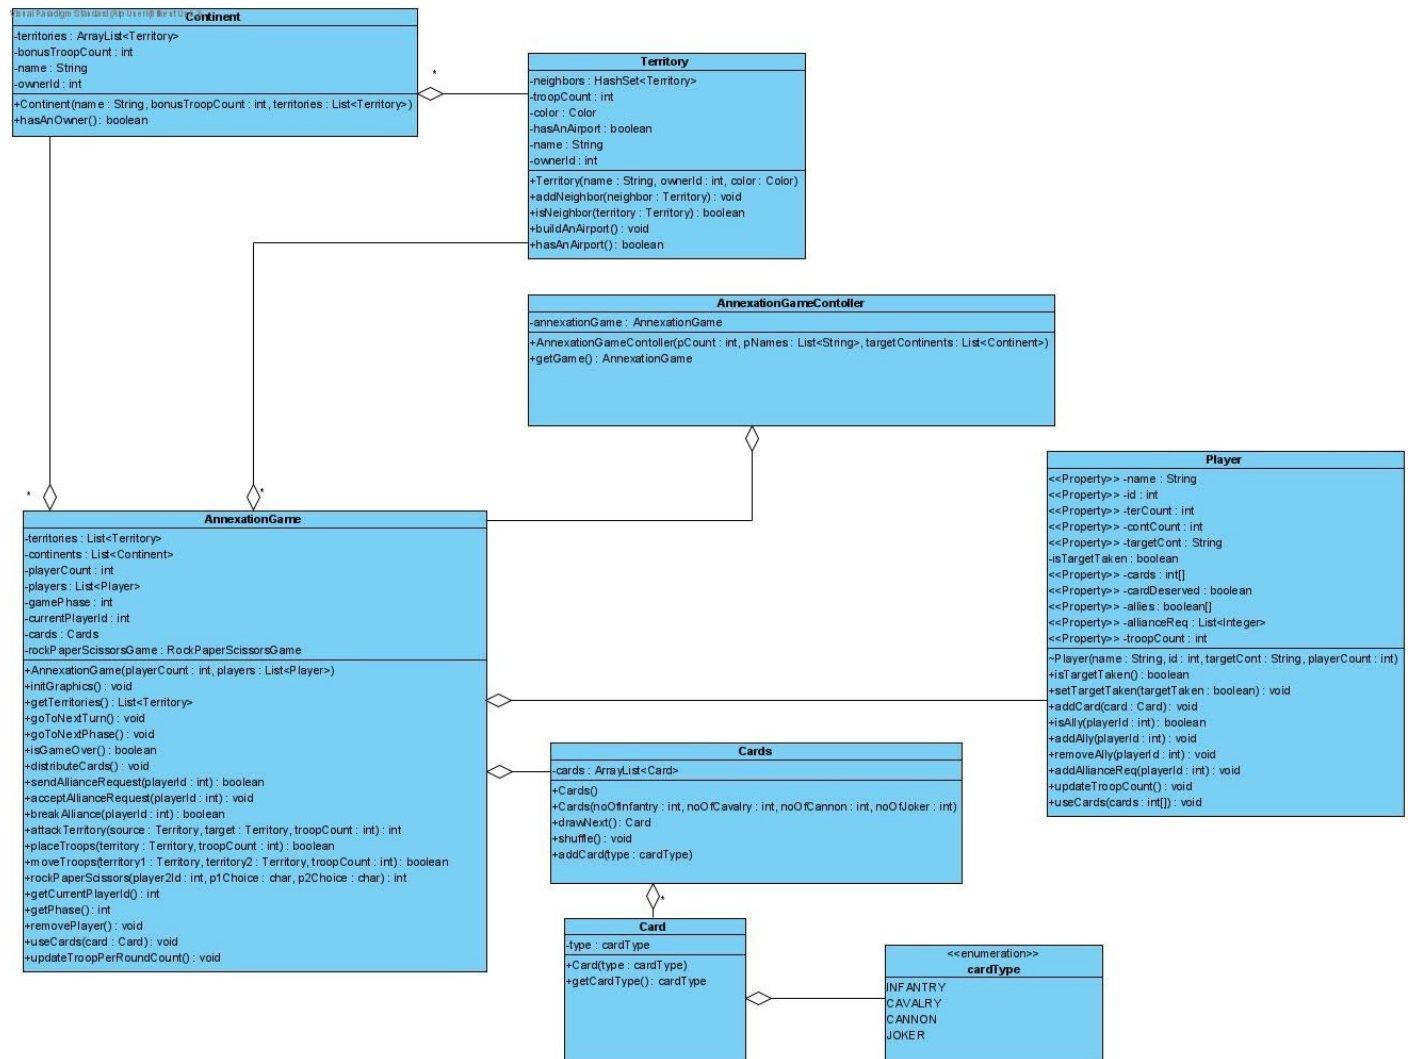 Continent
-territories : ArrayList<Territory>
-bonusTroopCount : int
-name : String
-ownerId : int
+Continent(name : String, bonusTroopCount : int, territories : List<Territory>)
+hasAnOwner() : boolean
*
Territory
-neighbors : HashSet<Territory>
-troopCount : int
-color : Color
-hasAnAirport : boolean
-name : String
-ownerId : int
+Territory(name : String, ownerId : int, color : Color)
+addNeighbor(neighbor : Territory) : void
+isNeighbor(territory : Territory) : boolean
+buildAnAirport() : void
+hasAnAirport() : boolean
AnnexationGameContoller
-annexationGame : AnnexationGame
+AnnexationGameContoller(pCount : int, pNames : List<String>, targetContinents : List<Continent>)
+getGame() : AnnexationGame
*
*
AnnexationGame
-territories : List<Territory>
-continents : List<Continent>
-playerCount : int
-players : List<Player>
-gamePhase : int
-currentPlayerId : int
-cards : Cards
-rockPaperScissorsGame : RockPaperScissorsGame
+AnnexationGame(playerCount : int, players : List<Player>)
+initGraphics() : void
+getTerritories() : List<Territory>
+goToNextTurn() : void
+goToNextPhase() : void
+isGameOver() : boolean
+distributeCards() : void
+sendAllianceRequest(playerId : int) : boolean
+acceptAllianceRequest(playerId : int) : void
+breakAlliance(playerId : int) : boolean
+attackTerritory(source : Territory, target : Territory, troopCount : int) : int
+placeTroops(territory : Territory, troopCount : int) : boolean
+moveTroops(territory1 : Territory, territory2 : Territory, troopCount : int) : boolean
+rockPaperScissors(player2Id : int, p1Choice : char, p2Choice : char) : int
+getCurrentPlayerId() : int
+getPhase() : int
+removePlayer() : void
+useCards(card : Card) : void
+updateTroopPerRoundCount() : void
Player
<<Property>> -name : String
<<Property>> -id : int
<<Property>> -terCount : int
<<Property>> -contCount : int
<<Property>> -targetCont : String
-isTargetTaken : boolean
<<Property>> -cards : int[]
<<Property>> -cardDeserved : boolean
<<Property>> -allies : boolean[]
<<Property>> -allianceReq : List<Integer>
<<Property>> -troopCount : int
~Player(name : String, id : int, targetCont : String, playerCount : int)
+isTargetTaken() : boolean
+setTargetTaken(targetTaken : boolean) : void
+addCard(card : Card) : void
+isAlly(playerId : int) : boolean
+addAlly(playerId : int) : void
+removeAlly(playerId : int) : void
+addAllianceReq(playerId : int) : void
+updateTroopCount() : void
+useCards(cards : int[]) : void
Cards
-cards : ArrayList<Card>
+Cards()
+Cards(noOfInfantry : int, noOfCavalry : int, noOfCannon : int, noOfJoker : int)
+drawNext() : Card
+shuffle() : void
+addCard(type : cardType)
*
Card
-type : cardType
+Card(type : cardType)
+getCardType() : cardType
<<enumeration>>
cardType
INFANTRY
CAVALRY
CANNON
JOKER